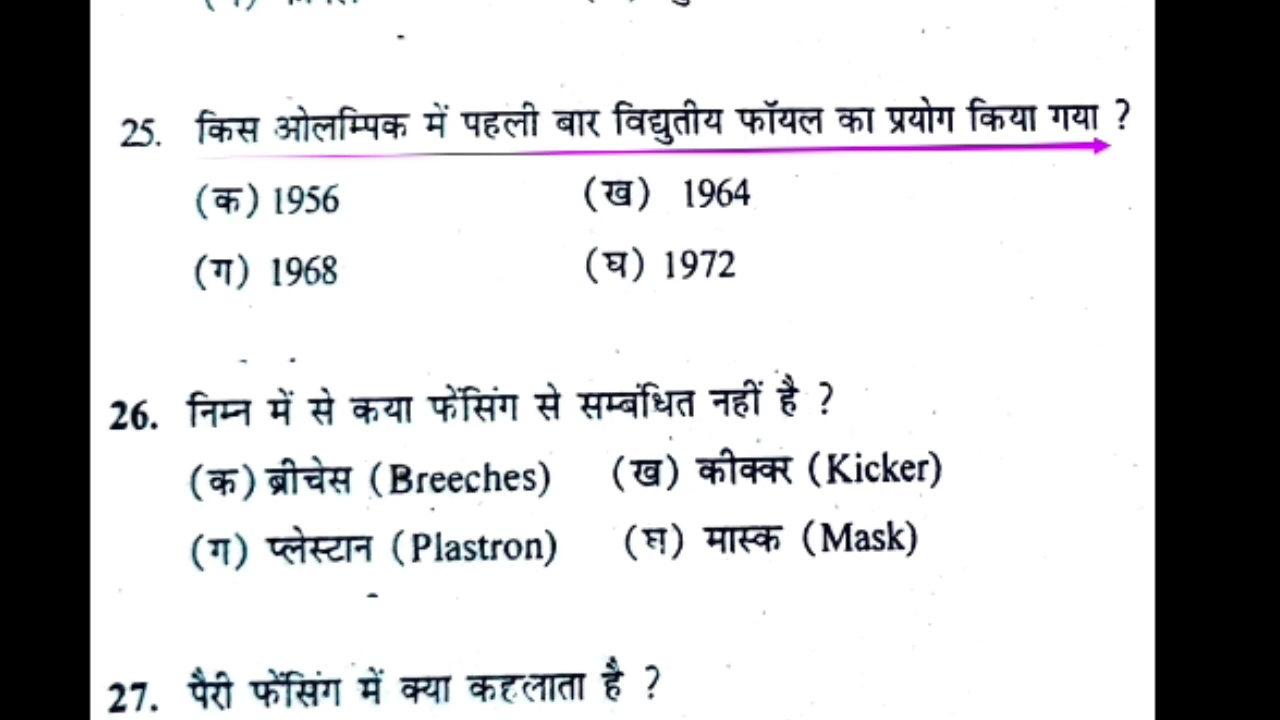 25. किस ओलम्पिक में पहली बार विद्युतीय फॉयल का प्रयोग किया गया ?
(क) 1956 (ख) 1964
(ग) 1968 (घ) 1972
26. निम्न में से कया फेंसिंग से सम्बंधित नहीं है ?
(क) ब्रीचेस (Breeches) (ख) कीक्कर (Kicker)
(ग) प्लेस्टान (Plastron) (घ) मास्क (Mask)
27. पैरी फेंसिंग में क्या कहलाता है ?